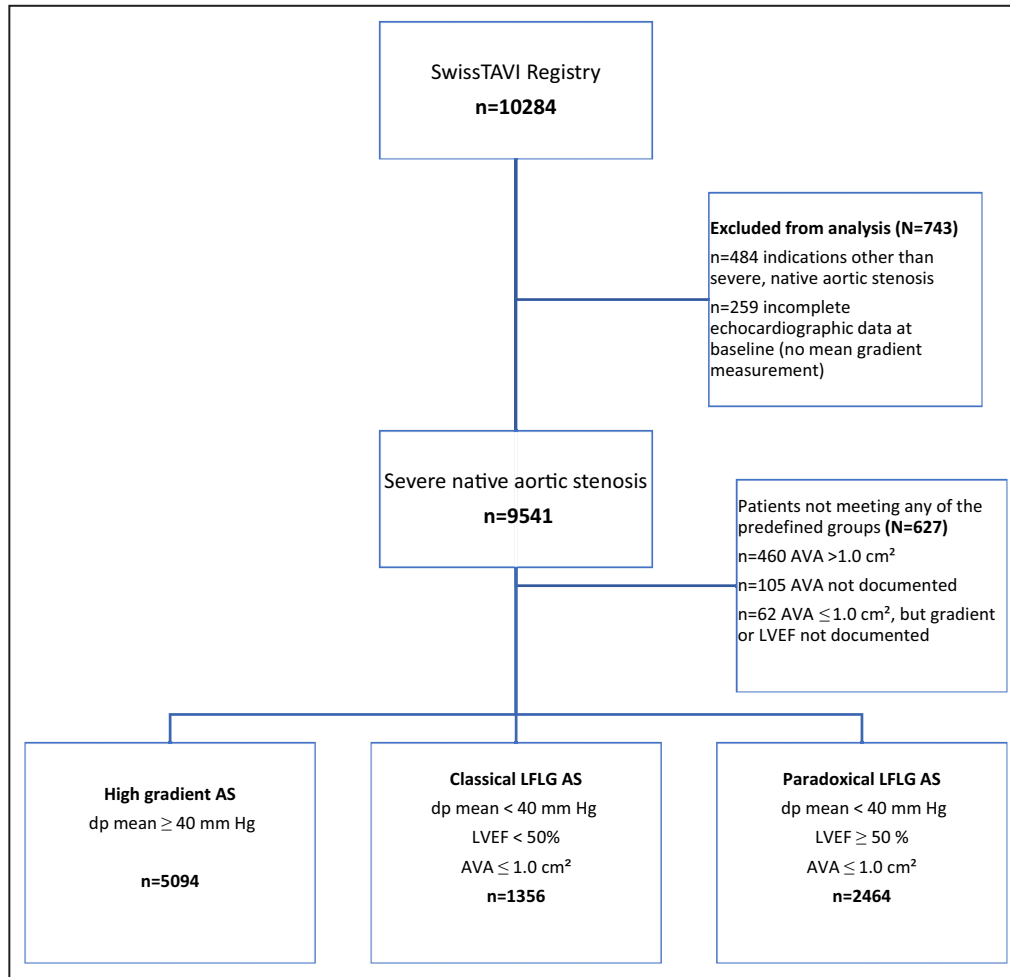 SwissTAVI Registry
n=10284
Excluded from analysis (N=743)
n=484 indications other than
severe, native aortic stenosis
n=259 incomplete
echocardiographic data at
baseline (no mean gradient
measurement)
Severe native aortic stenosis
n=9541
Patients not meeting any of the
predefined groups (N=627)
n=460 AVA >1.0 cm²
n=105 AVA not documented
n=62 AVA ≤1.0 cm², but gradient
or LVEF not documented
High gradient AS
dp mean ≥ 40 mm Hg
n=5094
Classical LFLG AS
dp mean < 40 mm Hg
LVEF < 50%
AVA ≤ 1.0 cm²
n=1356
Paradoxical LFLG AS
dp mean < 40 mm Hg
LVEF ≥ 50 %
AVA ≤ 1.0 cm²
n=2464